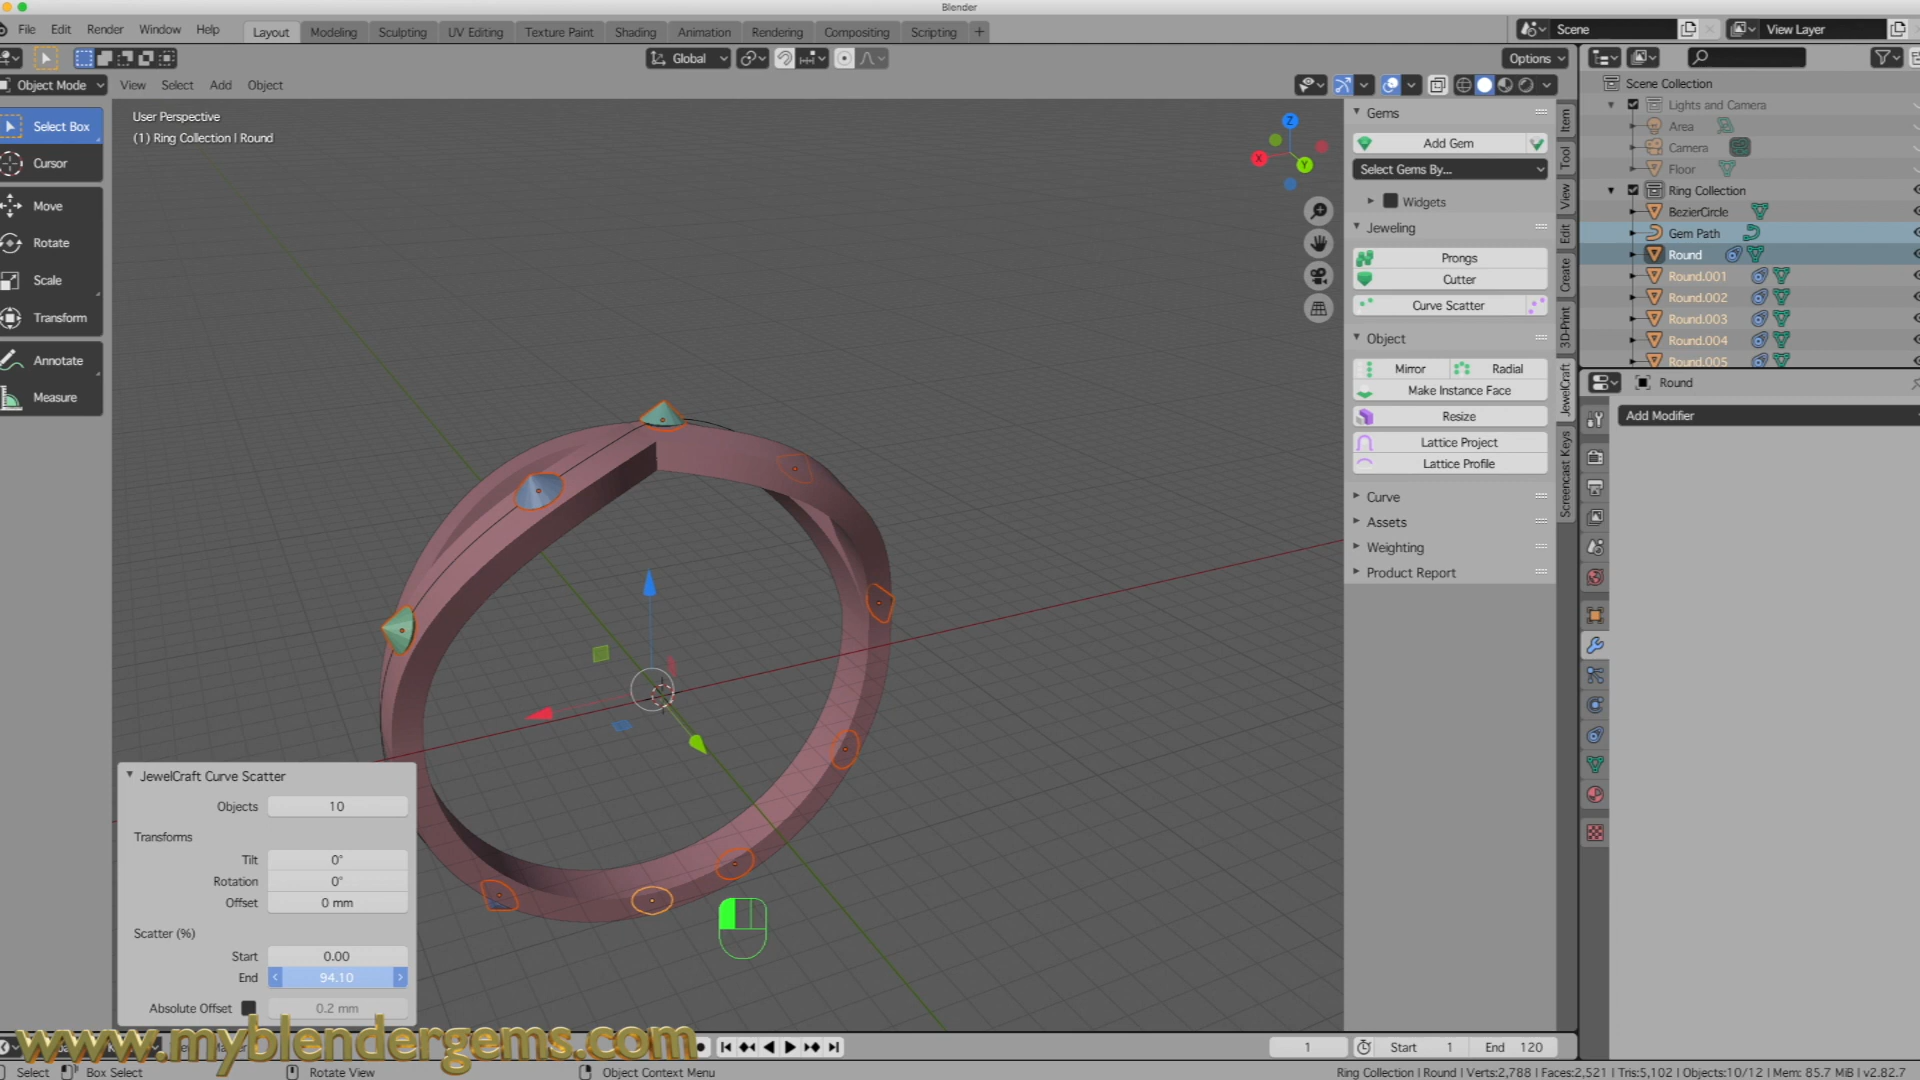 Blender
File Edit Render Window Help
Layout Modeling Sculpting UV Editing Texture Paint Shading Animation Rendering Compositing Scripting +
Scene
View Layer
Global
Options
Object Mode View Select Add Object
User Perspective
(1) Ring Collection | Round
Select Box
Cursor
Move
Rotate
Scale
Transform
Annotate
Measure
Z
X
Y
Gems
Add Gem
Select Gems By...
Widgets
Jeweling
Prongs
Cutter
Curve Scatter
Object
Mirror Radial
Make Instance Face
Resize
Lattice Project
Lattice Profile
Curve
Assets
Weighting
Product Report
Item
Tool
View
Edit
Create
3D-Print
JewelCraft
Screencast Keys
Scene Collection
Lights and Camera
Area
Camera
Floor
Ring Collection
BezierCircle
Gem Path
Round
Round.001
Round.002
Round.003
Round.004
Round.005
Round
Add Modifier
JewelCraft Curve Scatter
Objects 10
Transforms
Tilt 0°
Rotation 0°
Offset 0 mm
Scatter (%)
Start 0.00
End 94.10
Absolute Offset 0.2 mm
www.myblendergems.com
1 Start 1 End 120
Select Box Select Rotate View Object Context Menu
Ring Collection | Round | Verts:2,788 | Faces:2,521 | Tris:5,102 | Objects:10/12 | Mem: 85.7 MiB | v2.82.7